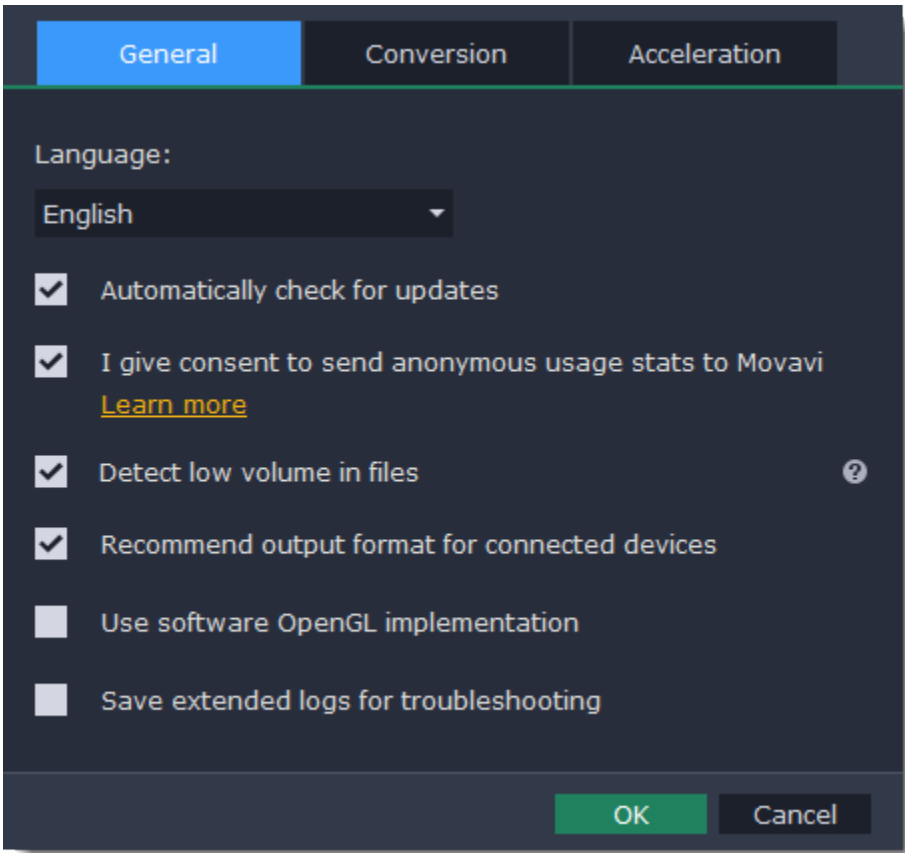 General Conversion Acceleration
Language:
English
Automatically check for updates
I give consent to send anonymous usage stats to Movavi
Learn more
Detect low volume in files ?
Recommend output format for connected devices
Use software OpenGL implementation
Save extended logs for troubleshooting
OK Cancel